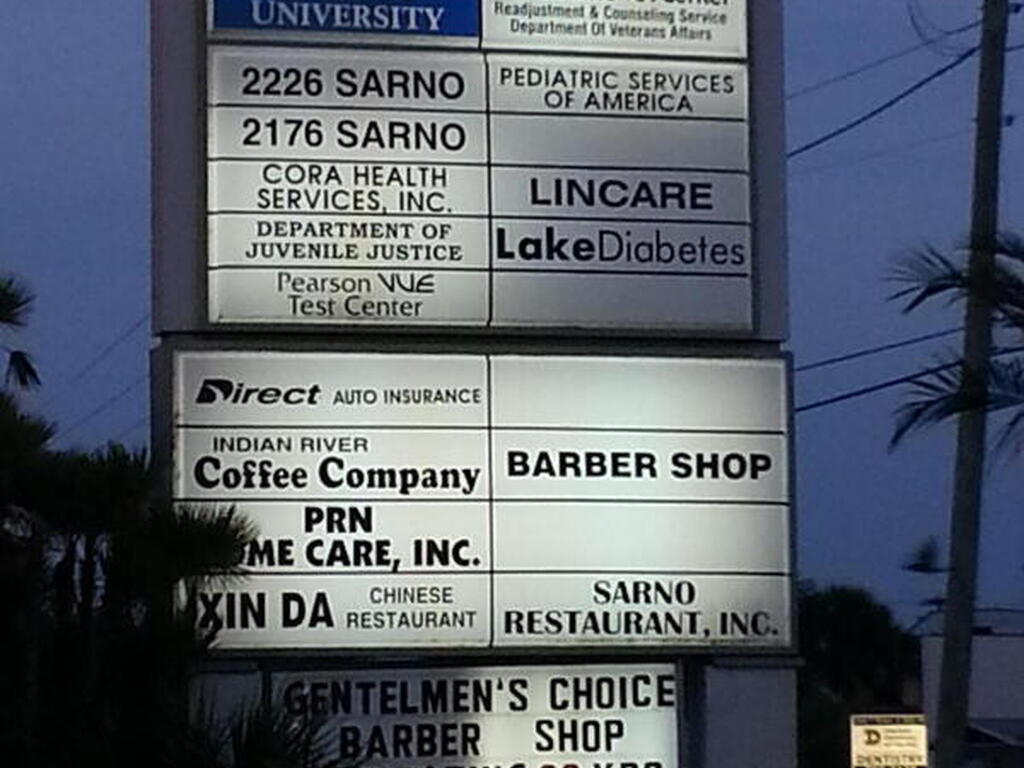 UNIVERSITY
Readjustment & Counseling Service
Department Of Veterans Affairs
2226 SARNO
PEDIATRIC SERVICES
OF AMERICA
2176 SARNO
CORA HEALTH
SERVICES, INC.
LINCARE
DEPARTMENT OF
JUVENILE JUSTICE
LakeDiabetes
Pearson VUE
Test Center
Direct AUTO INSURANCE
INDIAN RIVER
Coffee Company
BARBER SHOP
PRN
ME CARE, INC.
XIN DA CHINESE
RESTAURANT
SARNO
RESTAURANT, INC.
GENTELMEN'S CHOICE
BARBER SHOP
D
DENTISTRY